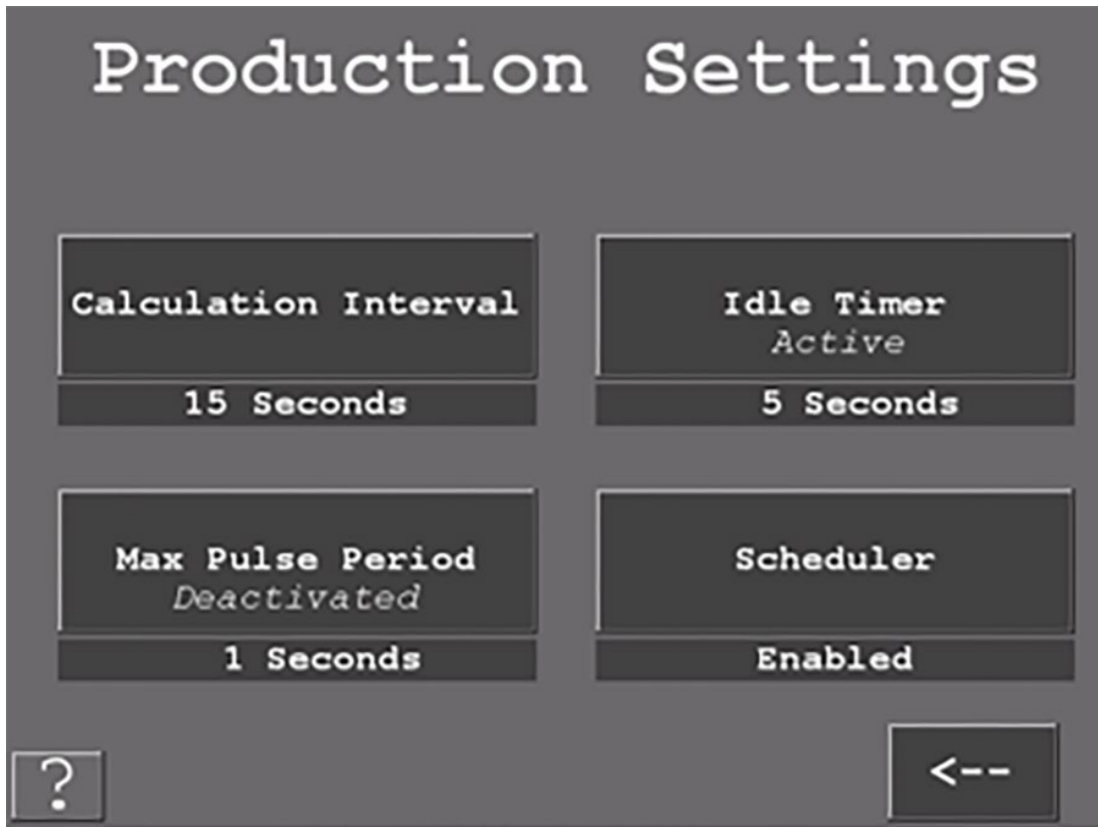 Production Settings
Calculation Interval
15 Seconds
Idle Timer
Active
5 Seconds
Max Pulse Period
Deactivated
1 Seconds
Scheduler
Enabled
?
<--